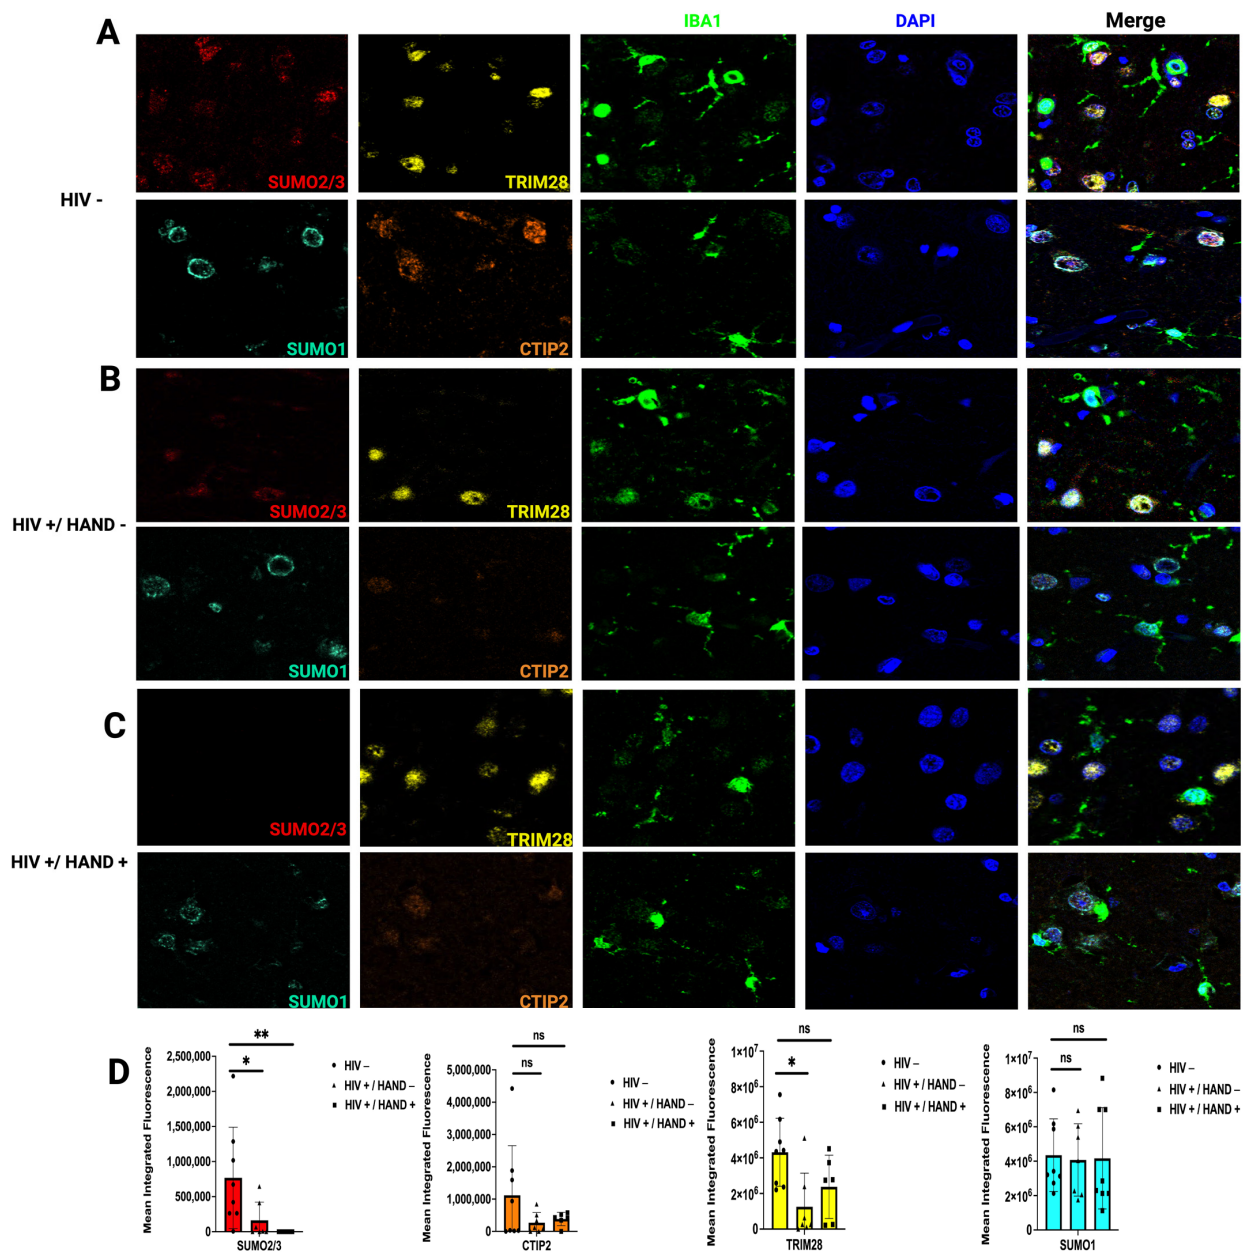 A
IBA1
DAPI
Merge
HIV -
SUMO2/3
TRIM28
SUMO1
CTIP2
B
HIV +/ HAND -
SUMO2/3
TRIM28
SUMO1
CTIP2
C
HIV +/ HAND +
SUMO2/3
TRIM28
SUMO1
CTIP2
D
Mean Integrated Fluorescence
2,500,000
2,000,000
1,500,000
1,000,000
500,000
0
**
*
SUMO2/3
HIV –
HIV + / HAND –
HIV + / HAND +
Mean Integrated Fluorescence
5,000,000
4,000,000
3,000,000
2,000,000
1,000,000
0
ns
ns
CTIP2
HIV –
HIV + / HAND –
HIV + / HAND +
Mean Integrated Fluorescence
1×10⁷
8×10⁶
6×10⁶
4×10⁶
2×10⁶
0
ns
*
TRIM28
HIV –
HIV + / HAND –
HIV + / HAND +
Mean Integrated Fluorescence
1×10⁷
8×10⁶
6×10⁶
4×10⁶
2×10⁶
0
ns
ns
SUMO1
HIV –
HIV + / HAND –
HIV + / HAND +